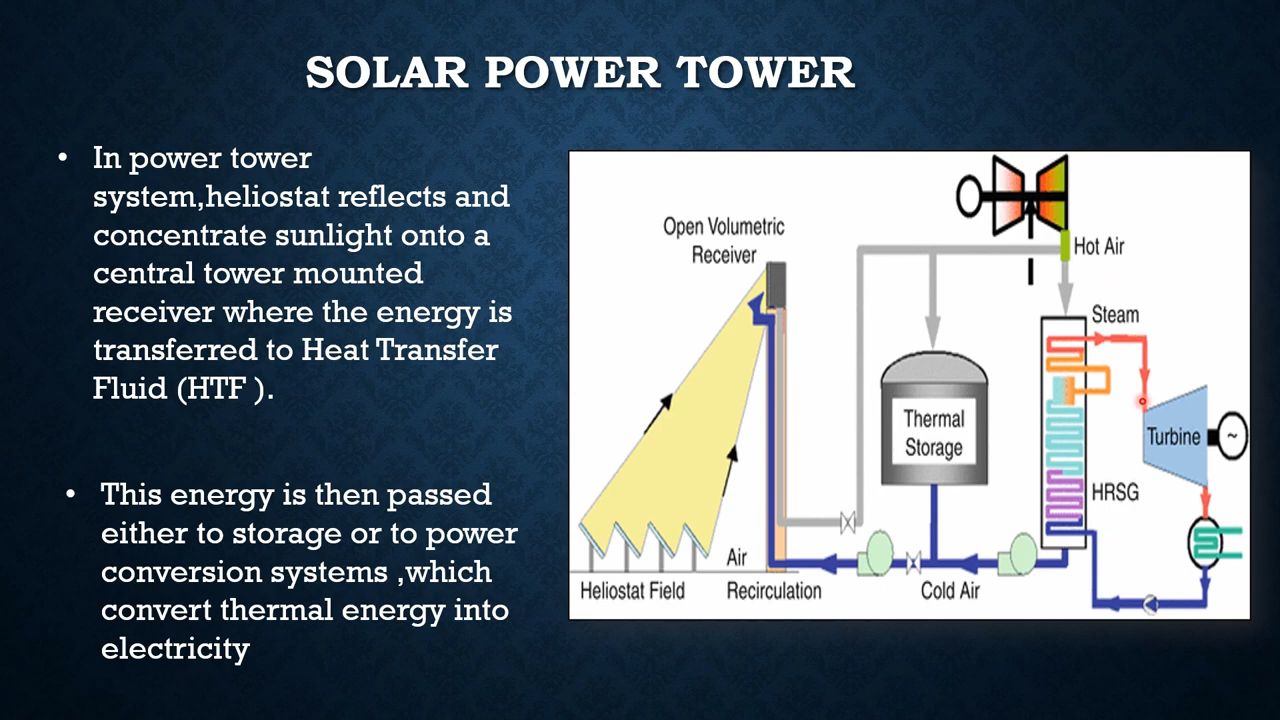 SOLAR POWER TOWER
• In power tower
system,heliostat reflects and
concentrate sunlight onto a
central tower mounted
receiver where the energy is
transferred to Heat Transfer
Fluid (HTF ).
• This energy is then passed
either to storage or to power
conversion systems ,which
convert thermal energy into
electricity
Open Volumetric
Receiver
Hot Air
Steam
Thermal
Storage
Turbine
~
HRSG
Air
Recirculation
Heliostat Field
Cold Air